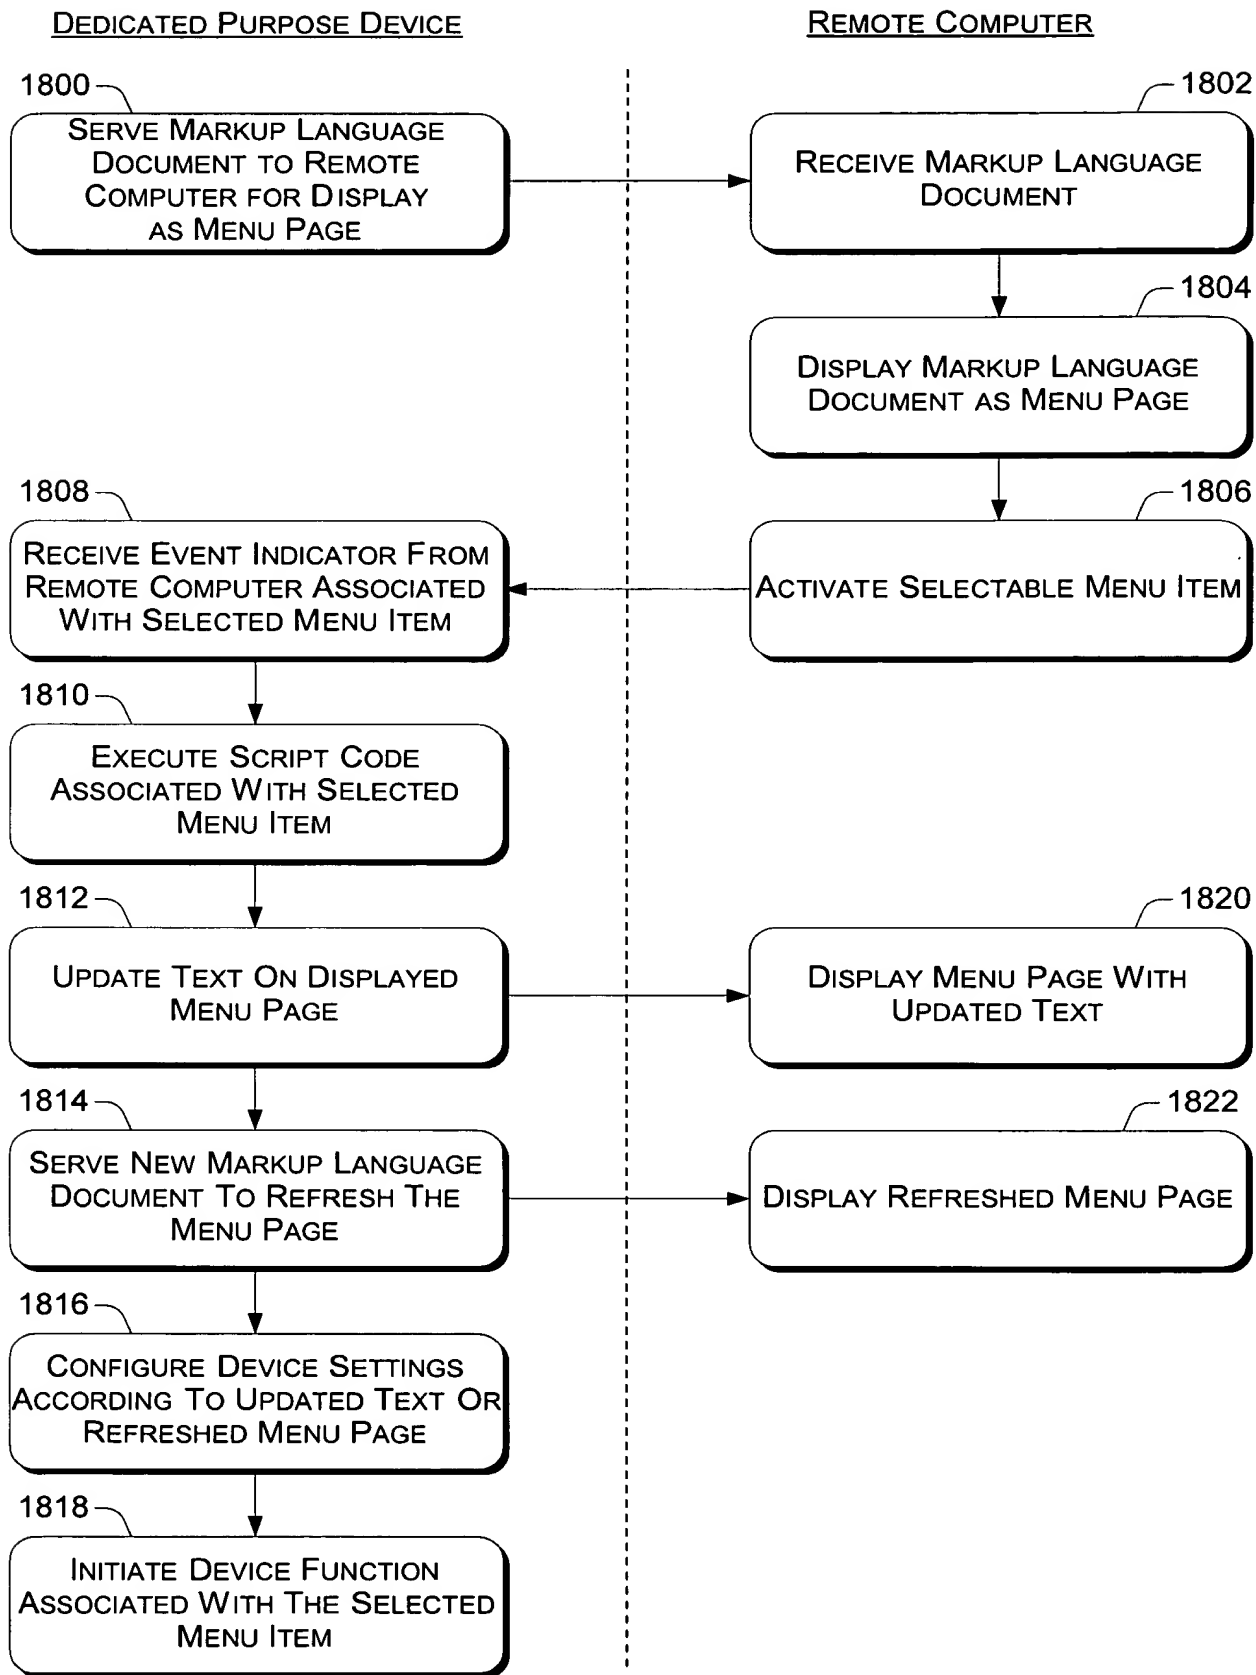 DEDICATED PURPOSE DEVICE
REMOTE COMPUTER
1800
SERVE MARKUP LANGUAGE
DOCUMENT TO REMOTE
COMPUTER FOR DISPLAY
AS MENU PAGE
1802
RECEIVE MARKUP LANGUAGE
DOCUMENT
1804
DISPLAY MARKUP LANGUAGE
DOCUMENT AS MENU PAGE
1806
ACTIVATE SELECTABLE MENU ITEM
1808
RECEIVE EVENT INDICATOR FROM
REMOTE COMPUTER ASSOCIATED
WITH SELECTED MENU ITEM
1810
EXECUTE SCRIPT CODE
ASSOCIATED WITH SELECTED
MENU ITEM
1812
UPDATE TEXT ON DISPLAYED
MENU PAGE
1820
DISPLAY MENU PAGE WITH
UPDATED TEXT
1814
SERVE NEW MARKUP LANGUAGE
DOCUMENT TO REFRESH THE
MENU PAGE
1822
DISPLAY REFRESHED MENU PAGE
1816
CONFIGURE DEVICE SETTINGS
ACCORDING TO UPDATED TEXT OR
REFRESHED MENU PAGE
1818
INITIATE DEVICE FUNCTION
ASSOCIATED WITH THE SELECTED
MENU ITEM